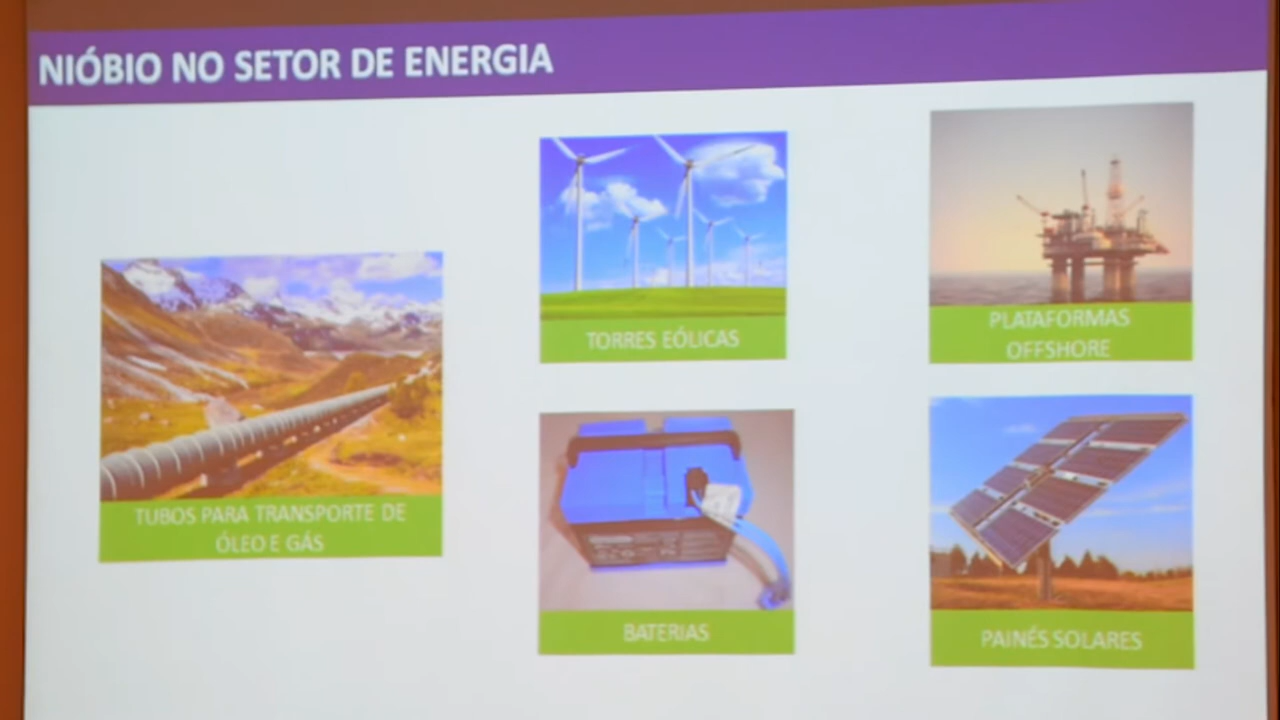 NIÓBIO NO SETOR DE ENERGIA
TUBOS PARA TRANSPORTE DE
ÓLEO E GÁS
TORRES EÓLICAS
BATERIAS
PLATAFORMAS
OFFSHORE
PAINÉS SOLARES